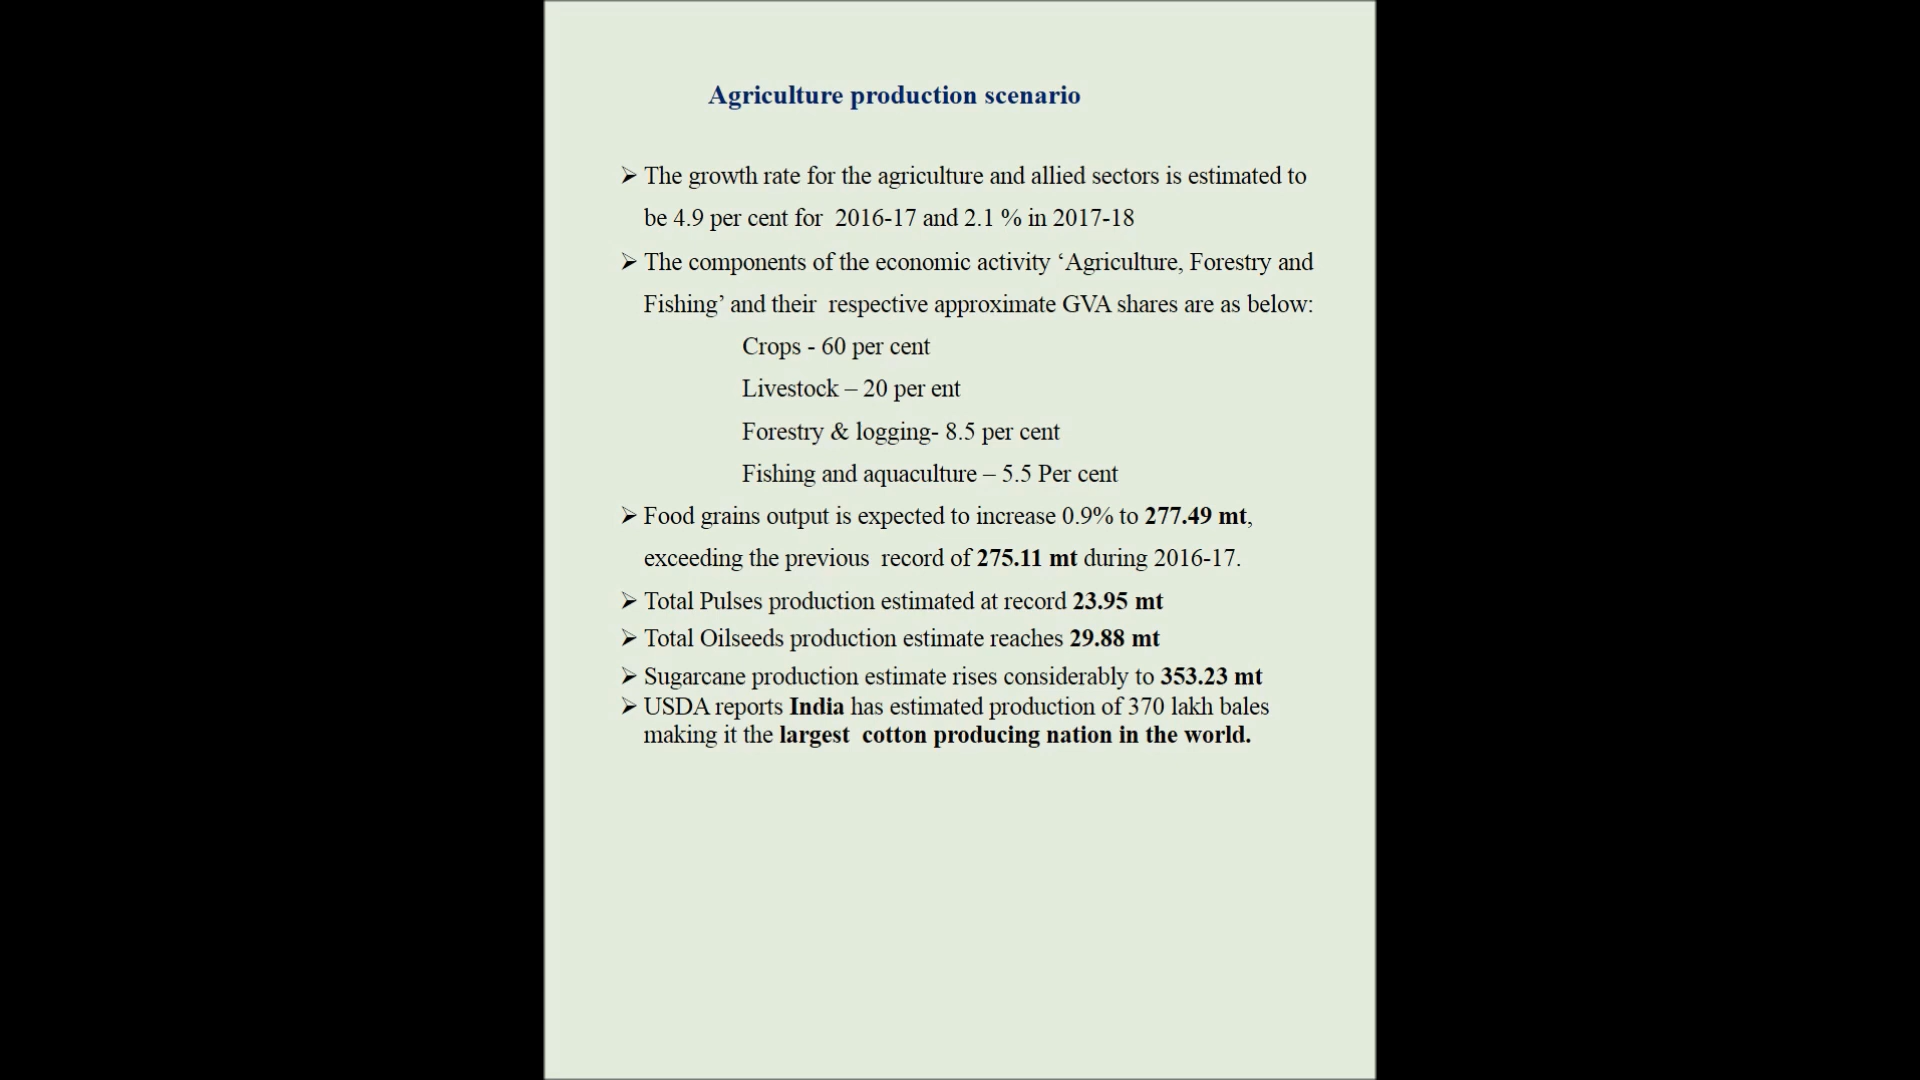 Agriculture production scenario
➢ The growth rate for the agriculture and allied sectors is estimated to
be 4.9 per cent for 2016-17 and 2.1 % in 2017-18
➢ The components of the economic activity ‘Agriculture, Forestry and
Fishing’ and their respective approximate GVA shares are as below:
Crops - 60 per cent
Livestock – 20 per ent
Forestry & logging- 8.5 per cent
Fishing and aquaculture – 5.5 Per cent
➢ Food grains output is expected to increase 0.9% to 277.49 mt,
exceeding the previous record of 275.11 mt during 2016-17.
➢ Total Pulses production estimated at record 23.95 mt
➢ Total Oilseeds production estimate reaches 29.88 mt
➢ Sugarcane production estimate rises considerably to 353.23 mt
➢ USDA reports India has estimated production of 370 lakh bales
making it the largest cotton producing nation in the world.